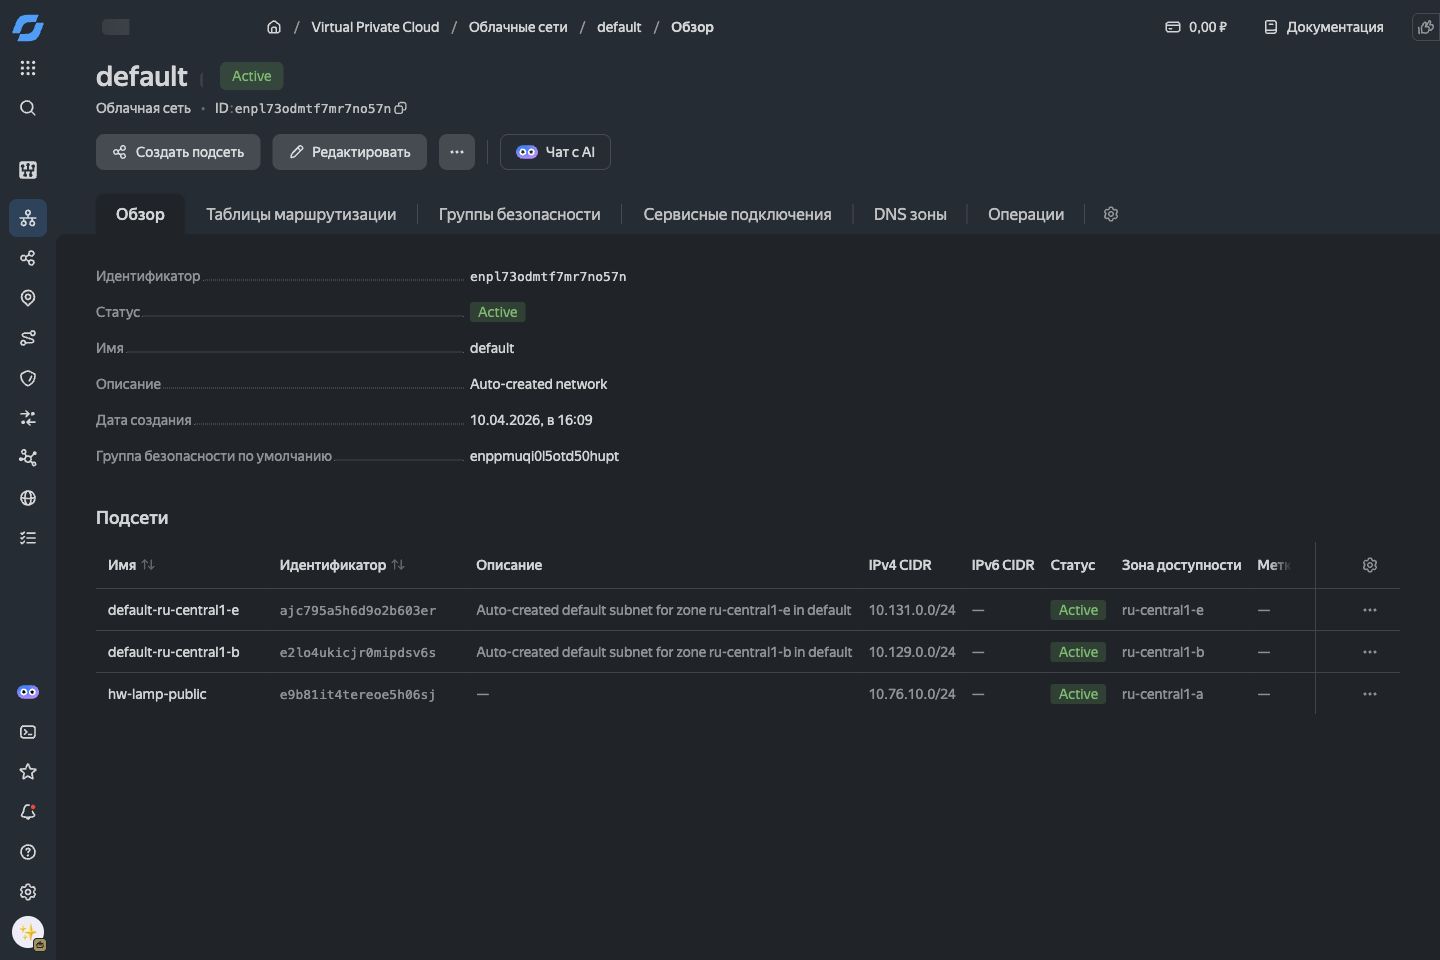 / Virtual Private Cloud / Облачные сети / default / Обзор
0,00 ₽
Документация
default
Active
Облачная сеть • ID: enpl73odmtf7mr7no57n
Создать подсеть
Редактировать
Чат с AI
Обзор
Таблицы маршрутизации
Группы безопасности
Сервисные подключения
DNS зоны
Операции
Идентификатор enpl73odmtf7mr7no57n
Статус Active
Имя default
Описание Auto-created network
Дата создания 10.04.2026, в 16:09
Группа безопасности по умолчанию enppmuqi0l5otd50hupt
Подсети
Имя Идентификатор Описание IPv4 CIDR IPv6 CIDR Статус Зона доступности Метк
default-ru-central1-e ajc795a5h6d9o2b603er Auto-created default subnet for zone ru-central1-e in default 10.131.0.0/24 — Active ru-central1-e —
default-ru-central1-b e2lo4ukicjr0mipdsv6s Auto-created default subnet for zone ru-central1-b in default 10.129.0.0/24 — Active ru-central1-b —
hw-lamp-public e9b81it4tereoe5h06sj — 10.76.10.0/24 — Active ru-central1-a —